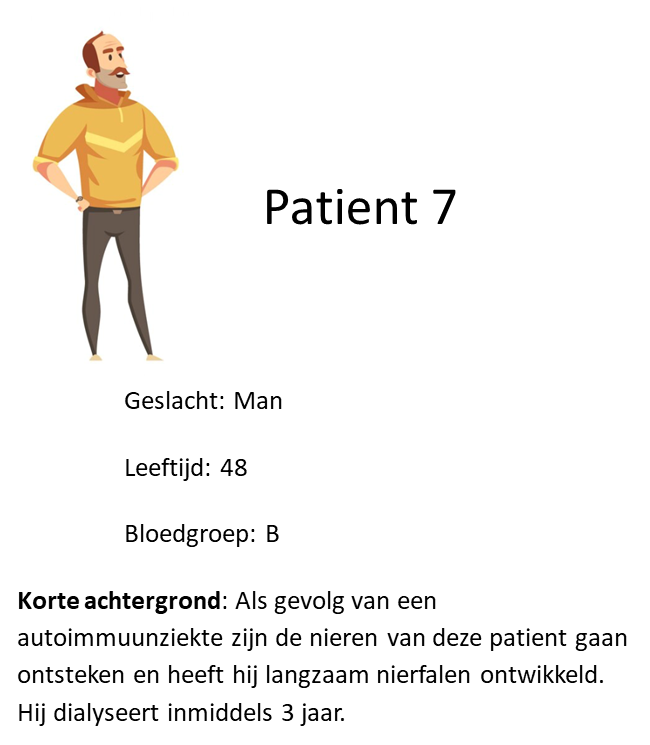 Patient 7
Geslacht: Man
Leeftijd: 48
Bloedgroep: B
Korte achtergrond: Als gevolg van een
autoimmuunziekte zijn de nieren van deze patient gaan
ontsteken en heeft hij langzaam nierfalen ontwikkeld.
Hij dialyseert inmiddels 3 jaar.